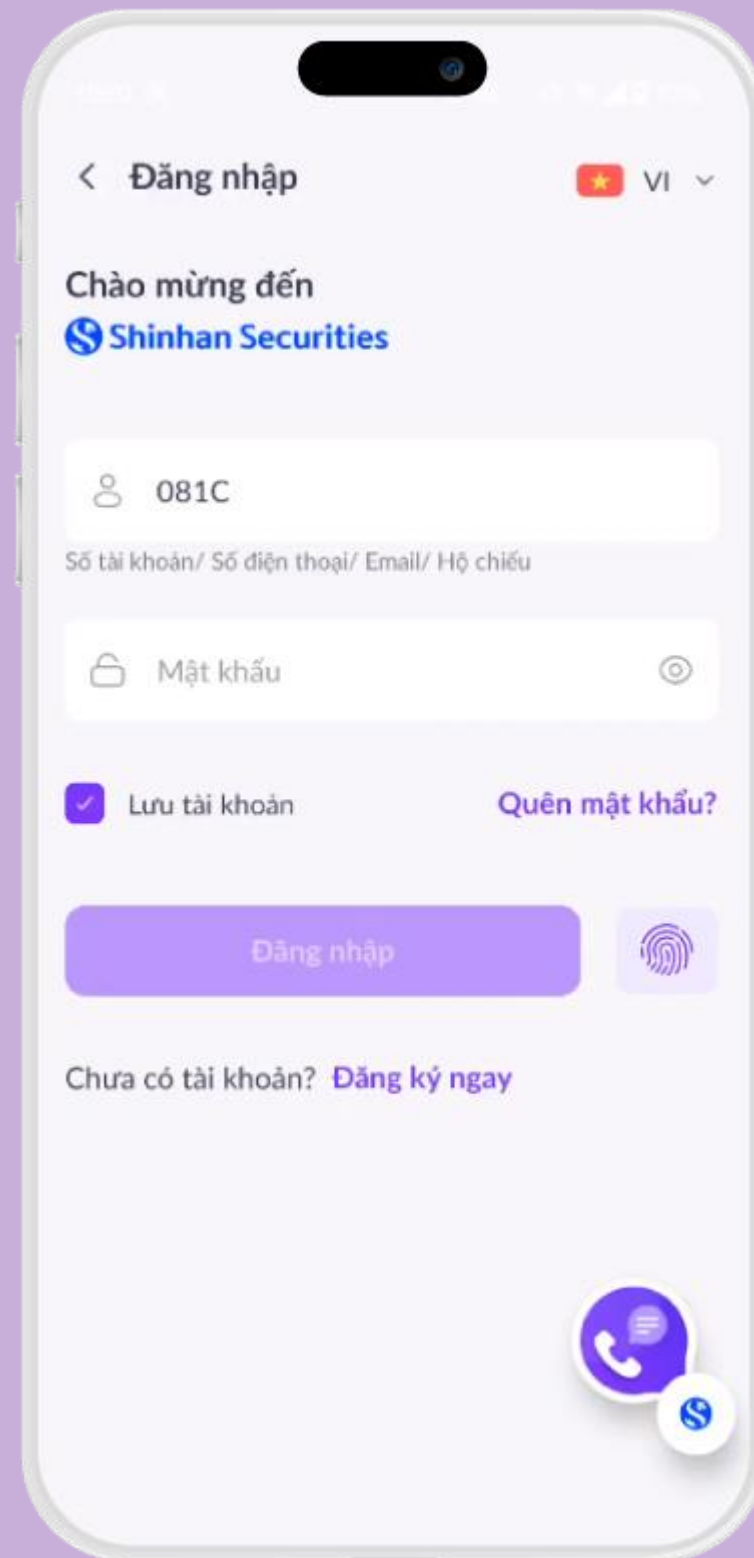 Đăng nhập
VI
Chào mừng đến
Shinhan Securities
081C
Số tài khoản/ Số điện thoại/ Email/ Hộ chiếu
Mật khẩu
Lưu tài khoản
Quên mật khẩu?
Đăng nhập
Chưa có tài khoản? Đăng ký ngay